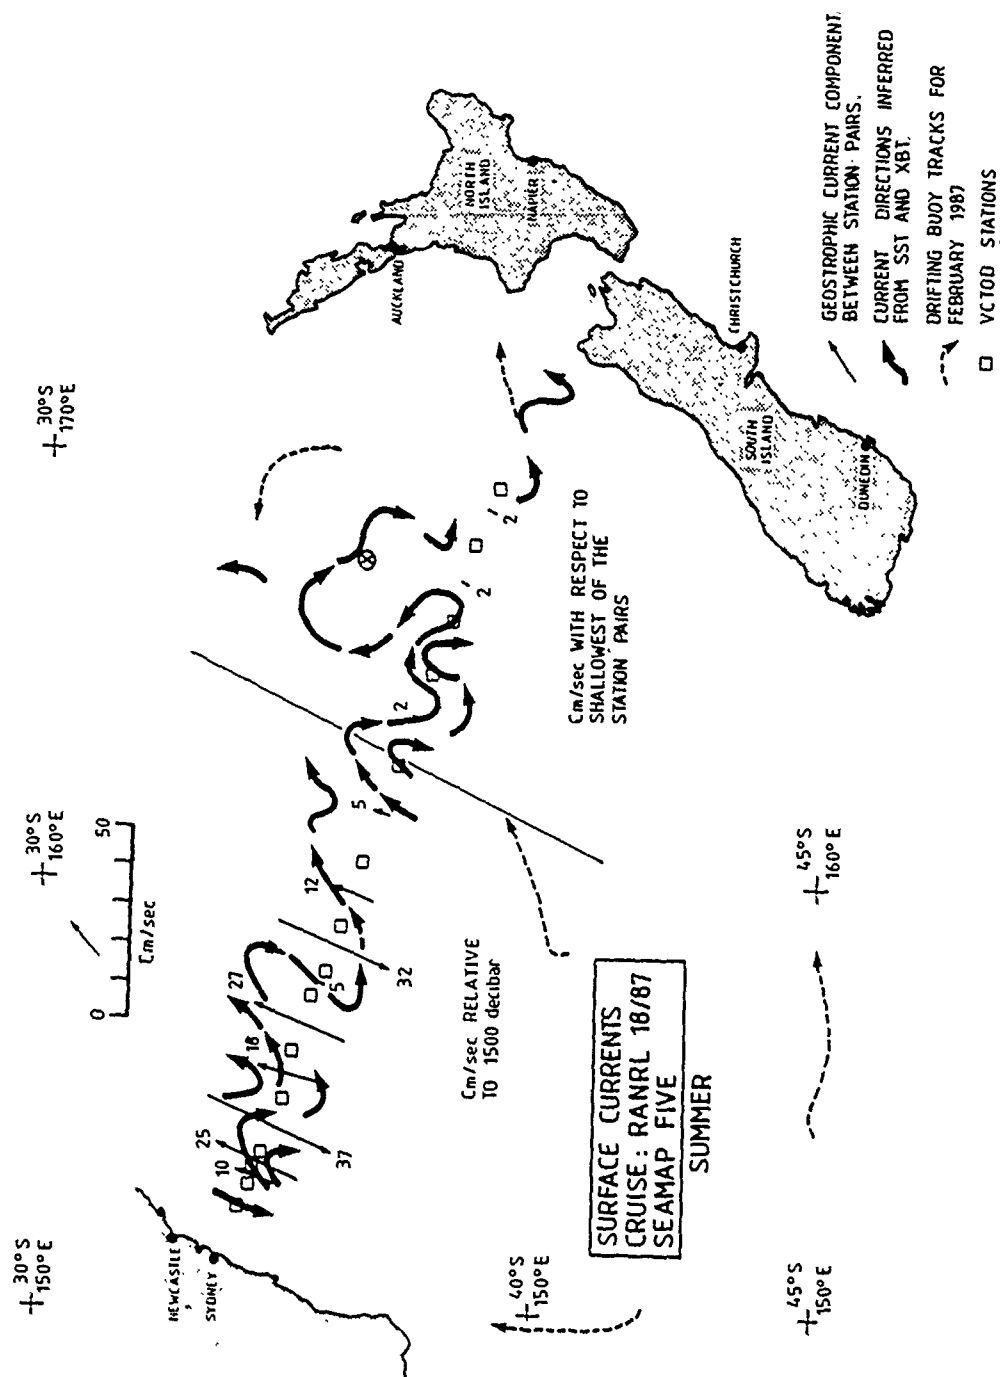 30°S
150°E
30°S
160°E
30°S
170°E
NEWCASTLE
SYDNEY
0
50
Cm/sec
10
25
37
18
27
5
32
12
5
2
2'
2'
AUCKLAND
NORTH
ISLAND
NAPIER
CHRISTCHURCH
SOUTH
ISLAND
DUNEDIN
Cm/sec RELATIVE
TO 1500 decibar
Cm/sec WITH RESPECT TO
SHALLOWEST OF THE
STATION PAIRS
40°S
150°E
45°S
150°E
45°S
160°E
SURFACE CURRENTS
CRUISE: RANRL 18/87
SEAMAP FIVE
SUMMER
GEOSTROPHIC CURRENT COMPONENT
BETWEEN STATION PAIRS.
CURRENT DIRECTIONS INFERRED
FROM SST AND XBT.
DRIFTING BUOY TRACKS FOR
FEBRUARY 1987
VCTOD STATIONS